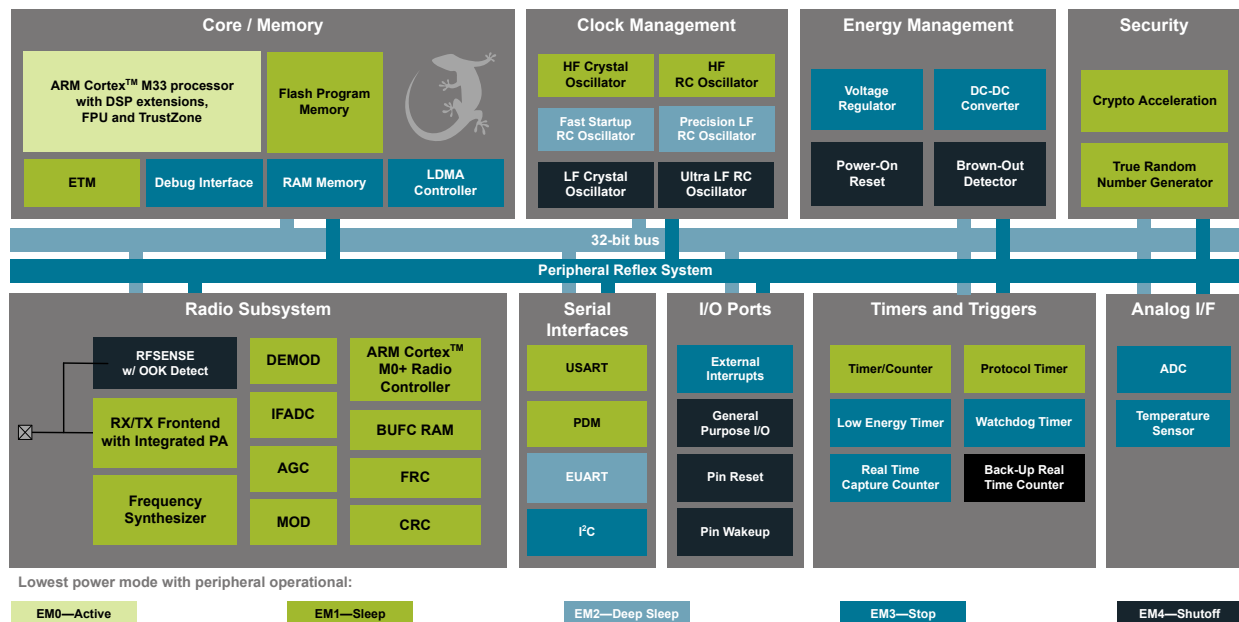 Core / Memory
ARM Cortex™ M33 processor
with DSP extensions,
FPU and TrustZone
Flash Program
Memory
ETM
Debug Interface
RAM Memory
LDMA
Controller
Clock Management
HF Crystal
Oscillator
HF
RC Oscillator
Fast Startup
RC Oscillator
Precision LF
RC Oscillator
LF Crystal
Oscillator
Ultra LF RC
Oscillator
Energy Management
Voltage
Regulator
DC-DC
Converter
Power-On
Reset
Brown-Out
Detector
Security
Crypto Acceleration
True Random
Number Generator
32-bit bus
Peripheral Reflex System
Radio Subsystem
RFSENSE
w/ OOK Detect
RX/TX Frontend
with Integrated PA
Frequency
Synthesizer
DEMOD
IFADC
AGC
MOD
ARM Cortex™
M0+ Radio
Controller
BUFC RAM
FRC
CRC
Serial
Interfaces
USART
PDM
EUART
I²C
I/O Ports
External
Interrupts
General
Purpose I/O
Pin Reset
Pin Wakeup
Timers and Triggers
Timer/Counter
Protocol Timer
Low Energy Timer
Watchdog Timer
Real Time
Capture Counter
Back-Up Real
Time Counter
Analog I/F
ADC
Temperature
Sensor
Lowest power mode with peripheral operational:
EM0—Active
EM1—Sleep
EM2—Deep Sleep
EM3—Stop
EM4—Shutoff